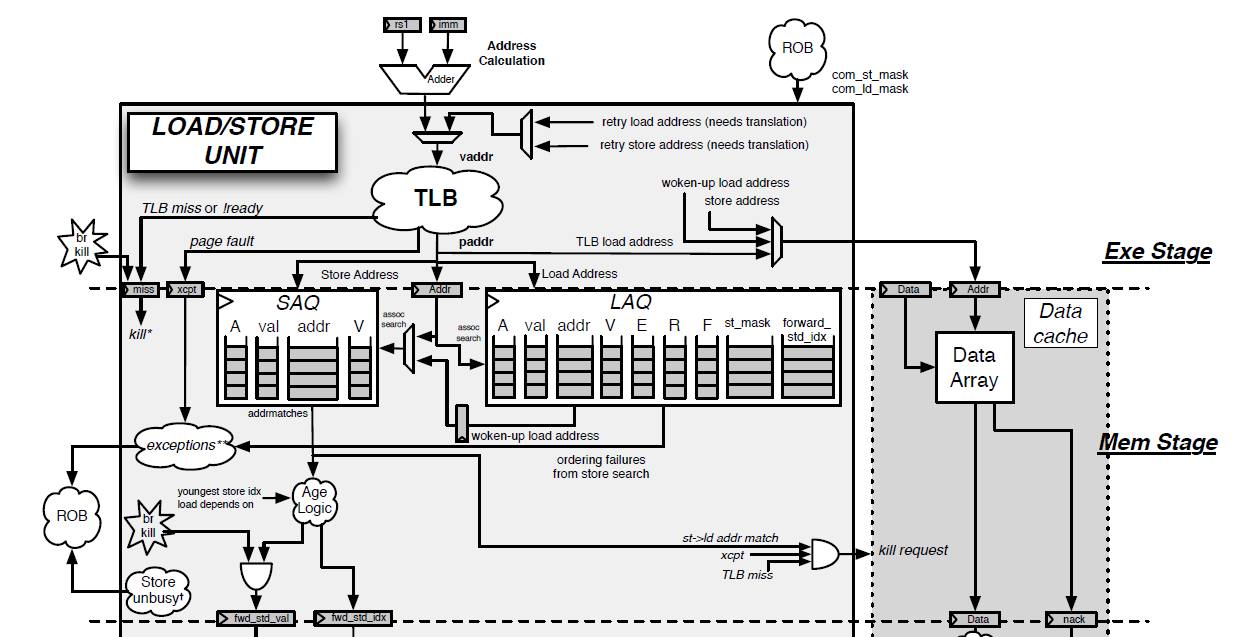 rs1
imm
Address
Calculation
Adder
ROB
com_st_mask
com_ld_mask
LOAD/STORE
UNIT
retry load address (needs translation)
retry store address (needs translation)
vaddr
TLB
woken-up load address
store address
TLB miss or !ready
br
kill
page fault
paddr
TLB load address
Exe Stage
Store Address
Load Address
miss
xcpt
Addr
Data
Addr
kill*
SAQ
A
val
addr
V
assoc
search
assoc
search
LAQ
A
val
addr
V
E
R
F
st_mask
forward_
std_idx
Data
cache
Data
Array
addrmatches
woken-up load address
exceptions**
Mem Stage
ordering failures
from store search
youngest store idx
load depends on
Age
Logic
ROB
br
kill
st->ld addr match
xcpt
TLB miss
kill request
Store
unbusy†
fwd_std_val
fwd_std_idx
Data
nack